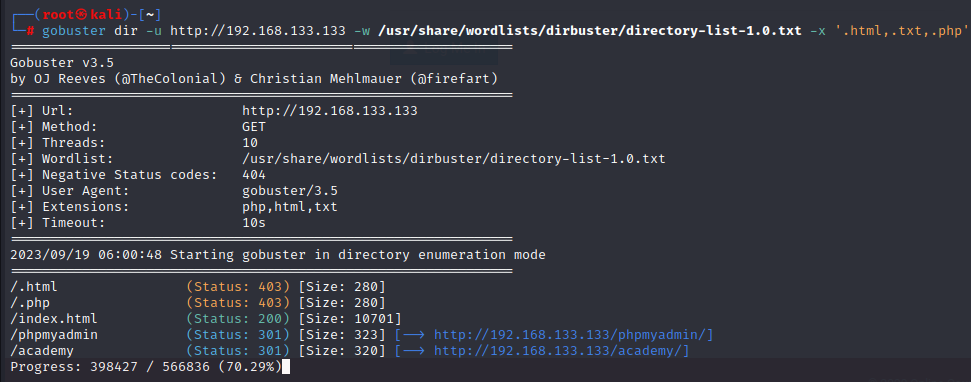 ┌──(root㉿kali)-[~]
└─# gobuster dir -u http://192.168.133.133 -w /usr/share/wordlists/dirbuster/directory-list-1.0.txt -x '.html,.txt,.php'
===============================================================
Gobuster v3.5
by OJ Reeves (@TheColonial) & Christian Mehlmauer (@firefart)
===============================================================
[+] Url:                     http://192.168.133.133
[+] Method:                  GET
[+] Threads:                 10
[+] Wordlist:                /usr/share/wordlists/dirbuster/directory-list-1.0.txt
[+] Negative Status codes:   404
[+] User Agent:              gobuster/3.5
[+] Extensions:              php,html,txt
[+] Timeout:                 10s
===============================================================
2023/09/19 06:00:48 Starting gobuster in directory enumeration mode
===============================================================
/.html                (Status: 403) [Size: 280]
/.php                 (Status: 403) [Size: 280]
/index.html           (Status: 200) [Size: 10701]
/phpmyadmin           (Status: 301) [Size: 323] [--> http://192.168.133.133/phpmyadmin/]
/academy              (Status: 301) [Size: 320] [--> http://192.168.133.133/academy/]
Progress: 398427 / 566836 (70.29%)